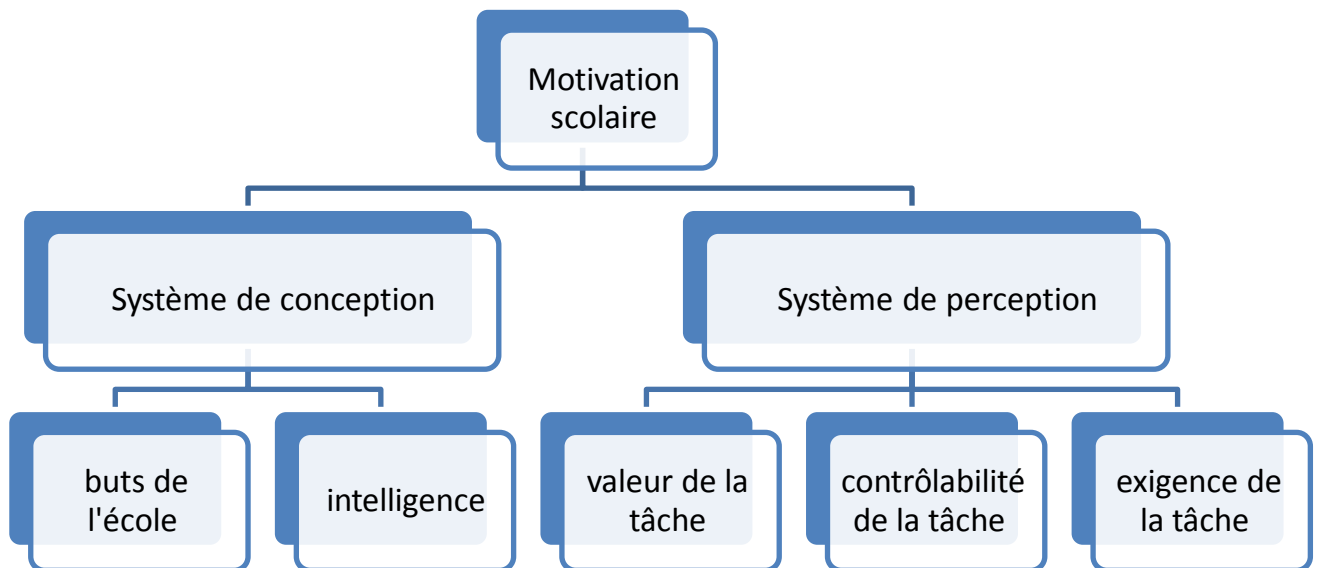 Motivation
scolaire
Système de conception
Système de perception
buts de
l'école
intelligence
valeur de la
tâche
contrôlabilité
de la tâche
exigence de
la tâche